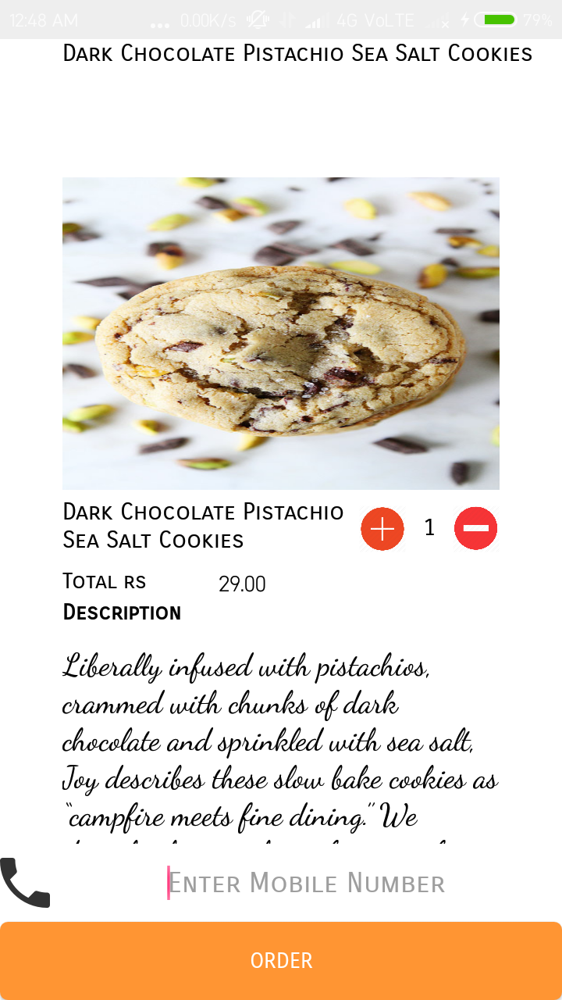 12:48 AM ... 0.00K/s 4G VoLTE 79%
Dark Chocolate Pistachio Sea Salt Cookies
Dark Chocolate Pistachio
Sea Salt Cookies
1
Total rs 29.00
Description
Liberally infused with pistachios,
crammed with chunks of dark
chocolate and sprinkled with sea salt,
Joy describes these slow bake cookies as
“campfire meets fine dining.” We
Enter Mobile Number
ORDER